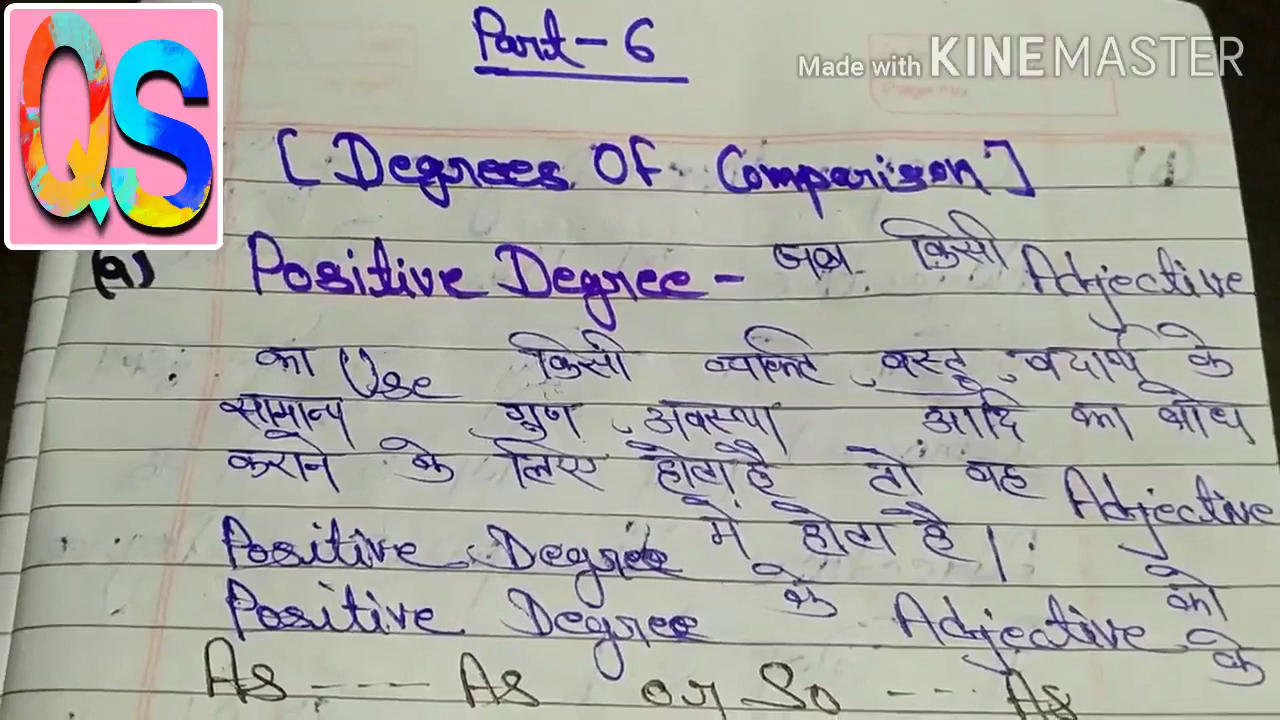 QS
Made with KINEMASTER
Part - 6
[Degrees Of Comparison]
(a) Positive Degree - जब किसी Adjective
का Use किसी व्यक्ति, वस्तु, पदार्थ के
सामान्य गुण, अवस्था आदि का बोध
कराने के लिए होता है तो वह Adjective
Positive Degree में होता है।
Positive Degree के Adjective को
As ---- As or So --- As के